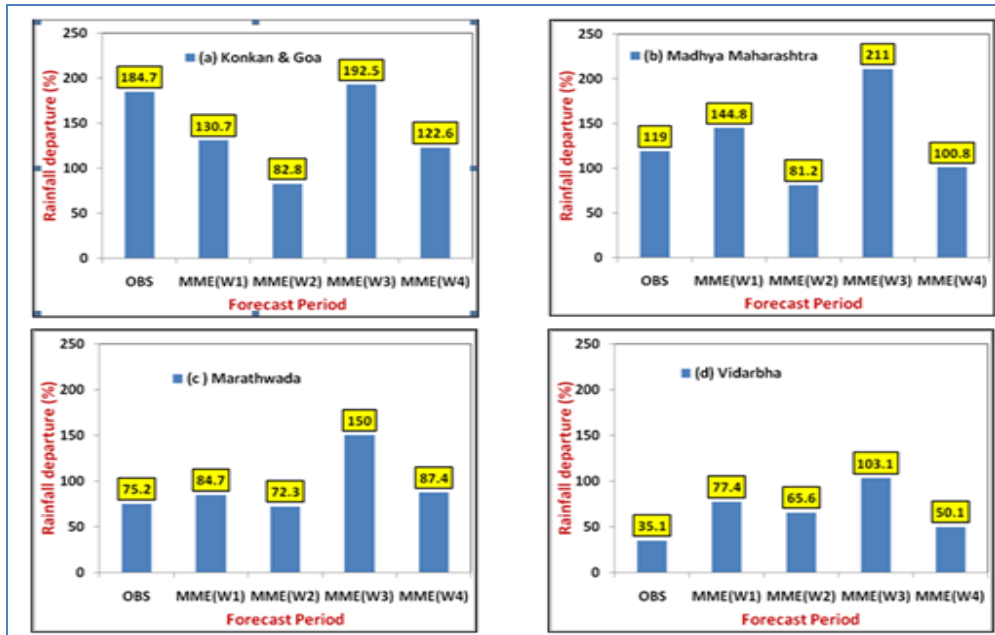 (a) Konkan & Goa
Rainfall departure (%)
250
200
150
100
50
0
184.7
130.7
82.8
192.5
122.6
OBS MME(W1) MME(W2) MME(W3) MME(W4)
Forecast Period
(b) Madhya Maharashtra
Rainfall departure (%)
250
200
150
100
50
0
119
144.8
81.2
211
100.8
OBS MME(W1) MME(W2) MME(W3) MME(W4)
Forecast Period
(c ) Marathwada
Rainfall departure (%)
250
200
150
100
50
0
75.2
84.7
72.3
150
87.4
OBS MME(W1) MME(W2) MME(W3) MME(W4)
Forecast Period
(d) Vidarbha
Rainfall departure (%)
250
200
150
100
50
0
35.1
77.4
65.6
103.1
50.1
OBS MME(W1) MME(W2) MME(W3) MME(W4)
Forecast Period